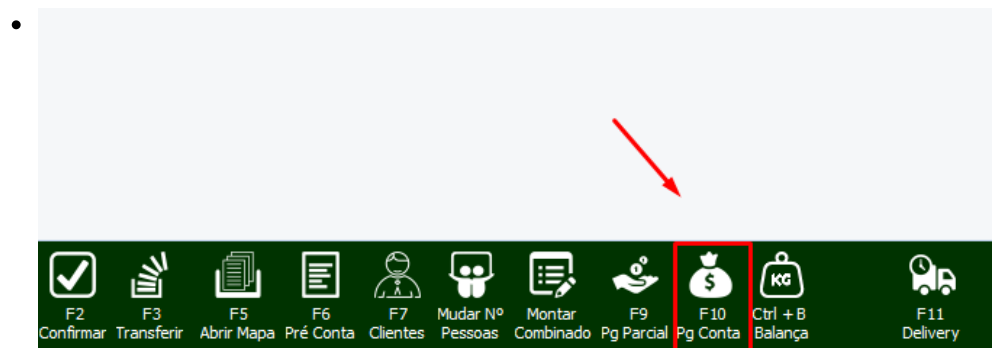 F2
Confirmar
F3
Transferir
F5
Abrir Mapa
F6
Pré Conta
F7
Clientes
Mudar Nº
Pessoas
Montar
Combinado
F9
Pg Parcial
$
F10
Pg Conta
KG
Ctrl + B
Balança
F11
Delivery